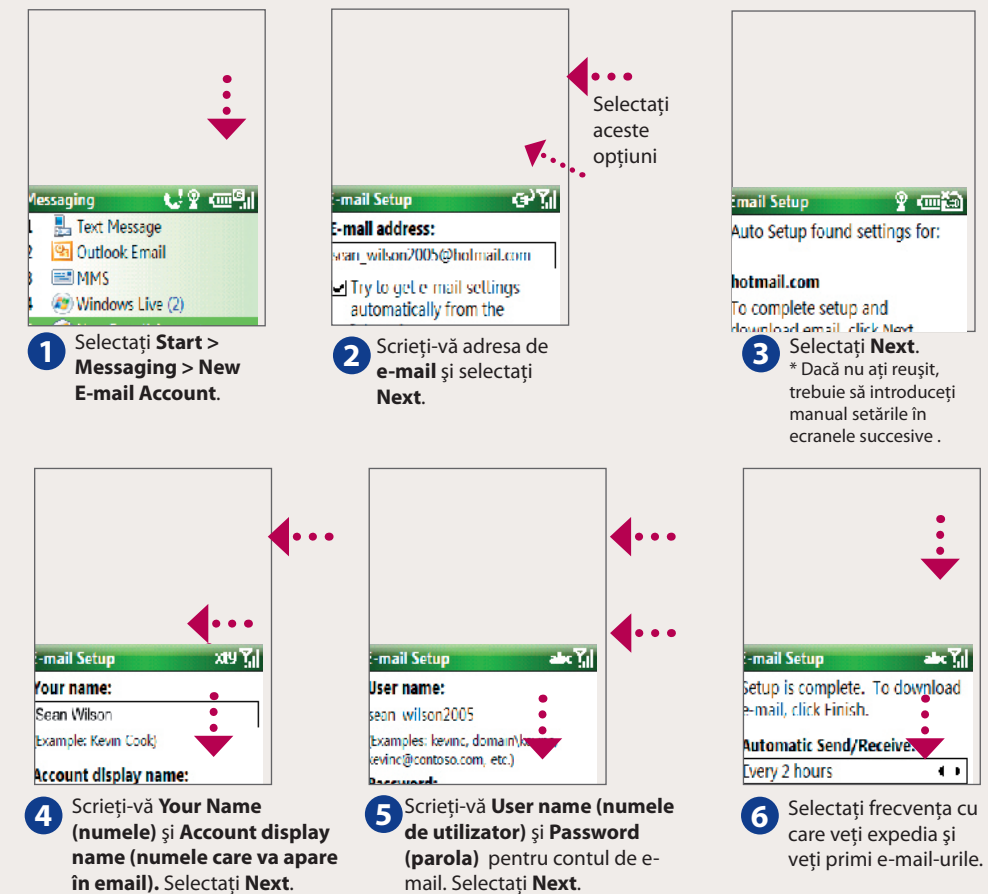 Selectați
aceste
opțiuni
Messaging
Text Message
2 Outlook Email
3 MMS
4 Windows Live (2)
1 Selectați Start >
Messaging > New
E-mail Account.
E-mail Setup
E-mail address:
sean_wilson2005@hotmail.com
Try to get e-mail settings
automatically from the
2 Scrieți-vă adresa de
e-mail și selectați
Next.
Email Setup
Auto Setup found settings for:
hotmail.com
To complete setup and
download email, click Next
3 Selectați Next.
* Dacă nu ați reușit,
trebuie să introduceți
manual setările în
ecranele succesive .
E-mail Setup
Your name:
Sean Wilson
(Example: Kevin Cook)
Account display name:
4 Scrieți-vă Your Name
(numele) și Account display
name (numele care va apare
în email). Selectați Next.
E-mail Setup abc
User name:
sean_wilson2005
(Examples: kevinc, domain\
kevinc@contoso.com, etc.)
Password:
5 Scrieți-vă User name (numele
de utilizator) și Password
(parola) pentru contul de e-
mail. Selectați Next.
E-mail Setup abc
Setup is complete. To download
e-mail, click Finish.
Automatic Send/Receive:
Every 2 hours
6 Selectați frecvența cu
care veți expedia și
veți primi e-mail-urile.